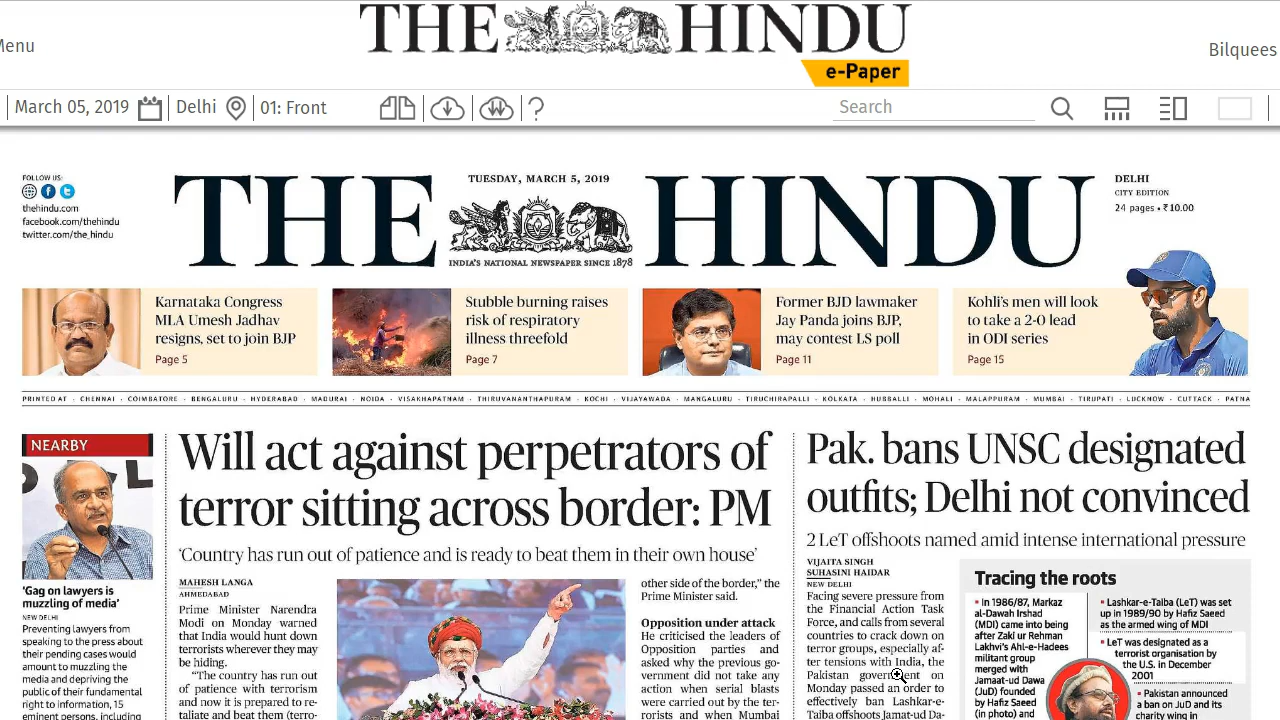 THE HINDU
e-Paper
Menu
Bilquees
March 05, 2019
Delhi
01: Front
?
Search
FOLLOW US:
thehindu.com
facebook.com/thehindu
twitter.com/the_hindu
THE HINDU
TUESDAY, MARCH 5, 2019
INDIA'S NATIONAL NEWSPAPER SINCE 1878
DELHI
CITY EDITION
24 pages • ₹10.00
Karnataka Congress
MLA Umesh Jadhav
resigns, set to join BJP
Page 5
Stubble burning raises
risk of respiratory
illness threefold
Page 7
Former BJD lawmaker
Jay Panda joins BJP,
may contest LS poll
Page 11
Kohli's men will look
to take a 2-0 lead
in ODI series
Page 15
PRINTED AT · CHENNAI · COIMBATORE · BENGALURU · HYDERABAD · MADURAI · NOIDA · VISAKHAPATNAM · THIRUVANANTHAPURAM · KOCHI · VIJAYAWADA · MANGALURU · TIRUCHIRAPALLI · KOLKATA · HUBBALLI · MOHALI · MALAPPURAM · MUMBAI · TIRUPATI · LUCKNOW · CUTTACK · PATNA
NEARBY
'Gag on lawyers is
muzzling of media'
NEW DELHI
Preventing lawyers from
speaking to the press about
their pending cases would
amount to muzzling the
media and depriving the
public of their fundamental
right to information, 15
eminent persons, including
Will act against perpetrators of
terror sitting across border: PM
'Country has run out of patience and is ready to beat them in their own house'
MAHESH LANGA
AHMEDABAD
Prime Minister Narendra
Modi on Monday warned
that India would hunt down
terrorists wherever they may
be hiding.
"The country has run out
of patience with terrorism
and now it is prepared to re-
taliate and beat them (terro-
other side of the border," the
Prime Minister said.
Opposition under attack
He criticised the leaders of
Opposition parties and
asked why the previous go-
vernment did not take any
action when serial blasts
were carried out by the ter-
rorists and when Mumbai
Pak. bans UNSC designated
outfits; Delhi not convinced
2 LeT offshoots named amid intense international pressure
VIJAITA SINGH
SUHASINI HAIDAR
NEW DELHI
Facing severe pressure from
the Financial Action Task
Force, and calls from several
countries to crack down on
terror groups, especially af-
ter tensions with India, the
Pakistan government on
Monday passed an order to
effectively ban Lashkar-e-
Taiba offshoots Jamat-ud Da-
Tracing the roots
• In 1986/87, Markaz
al-Dawah Irshad
(MDI) came into being
after Zaki ur Rehman
Lakhvi's Ahl-e-Hadees
militant group
merged with
Jamaat-ud Dawa
(JuD) founded
by Hafiz Saeed
(in photo) and
• Lashkar-e-Taiba (LeT) was set
up in 1989/90 by Hafiz Saeed
as the armed wing of MDI
• LeT was designated as a
terrorist organisation by
the U.S. in December
2001
• Pakistan announced
a ban on JuD and its
charity wing in